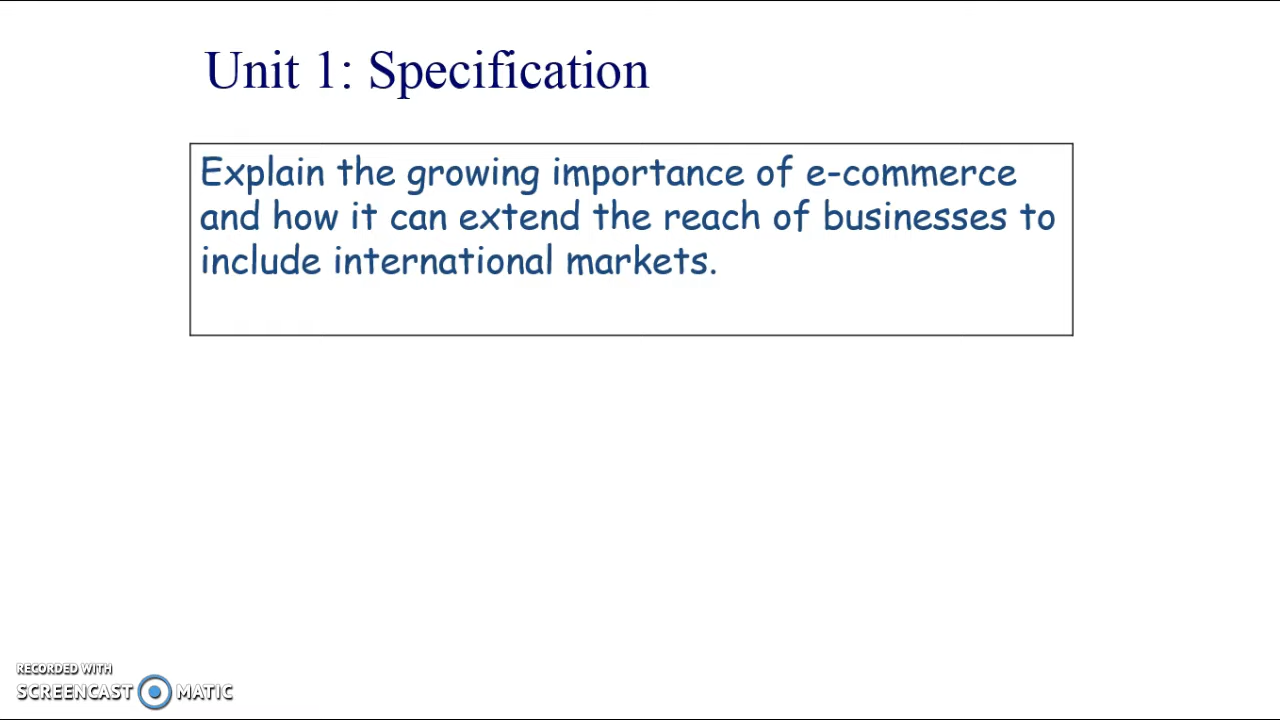 Unit 1: Specification
Explain the growing importance of e-commerce
and how it can extend the reach of businesses to
include international markets.
RECORDED WITH
SCREENCAST MATIC